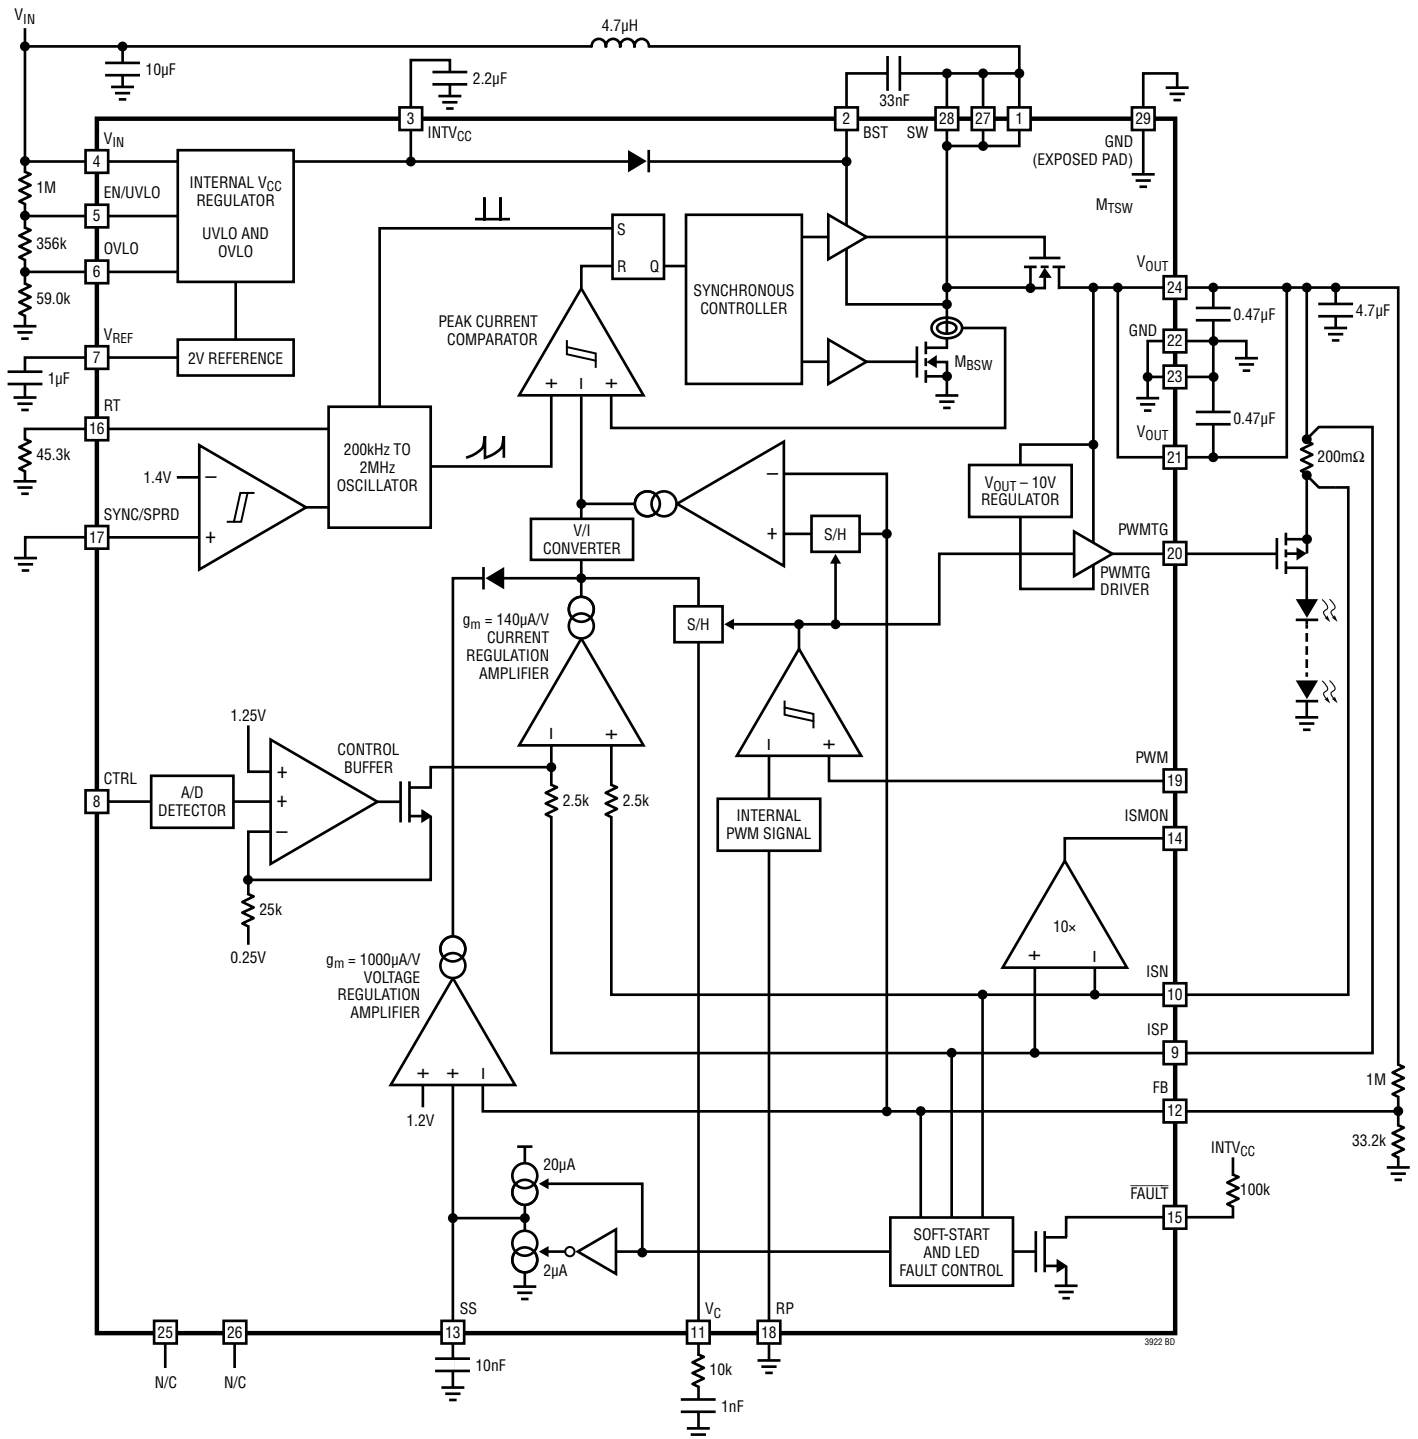 VIN
4.7µH
10µF
2.2µF
33nF
3
INTVCC
2
BST
SW
28
27
1
29
GND
(EXPOSED PAD)
VIN
4
1M
EN/UVLO
5
356k
OVLO
6
59.0k
INTERNAL VCC
REGULATOR
UVLO AND
OVLO
VREF
7
1µF
2V REFERENCE
RT
16
45.3k
1.4V
–
+
SYNC/SPRD
17
200kHz TO
2MHz
OSCILLATOR
PEAK CURRENT
COMPARATOR
+
–
+
S
R
Q
SYNCHRONOUS
CONTROLLER
MTSW
MBSW
VOUT
24
0.47µF
4.7µF
GND
22
23
0.47µF
VOUT
21
200mΩ
VOUT – 10V
REGULATOR
PWMTG
20
PWMTG
DRIVER
–
+
S/H
V/I
CONVERTER
S/H
gm = 140µA/V
CURRENT
REGULATION
AMPLIFIER
–
+
–
+
1.25V
CONTROL
BUFFER
CTRL
8
A/D
DETECTOR
+
+
–
25k
0.25V
2.5k
2.5k
INTERNAL
PWM SIGNAL
PWM
19
ISMON
14
10×
+
–
ISN
10
ISP
9
gm = 1000µA/V
VOLTAGE
REGULATION
AMPLIFIER
+
+
–
1.2V
FB
12
1M
33.2k
INTVCC
100k
FAULT
15
20µA
2µA
SOFT-START
AND LED
FAULT CONTROL
25
N/C
26
N/C
SS
13
10nF
VC
11
10k
1nF
RP
18
3922 BD